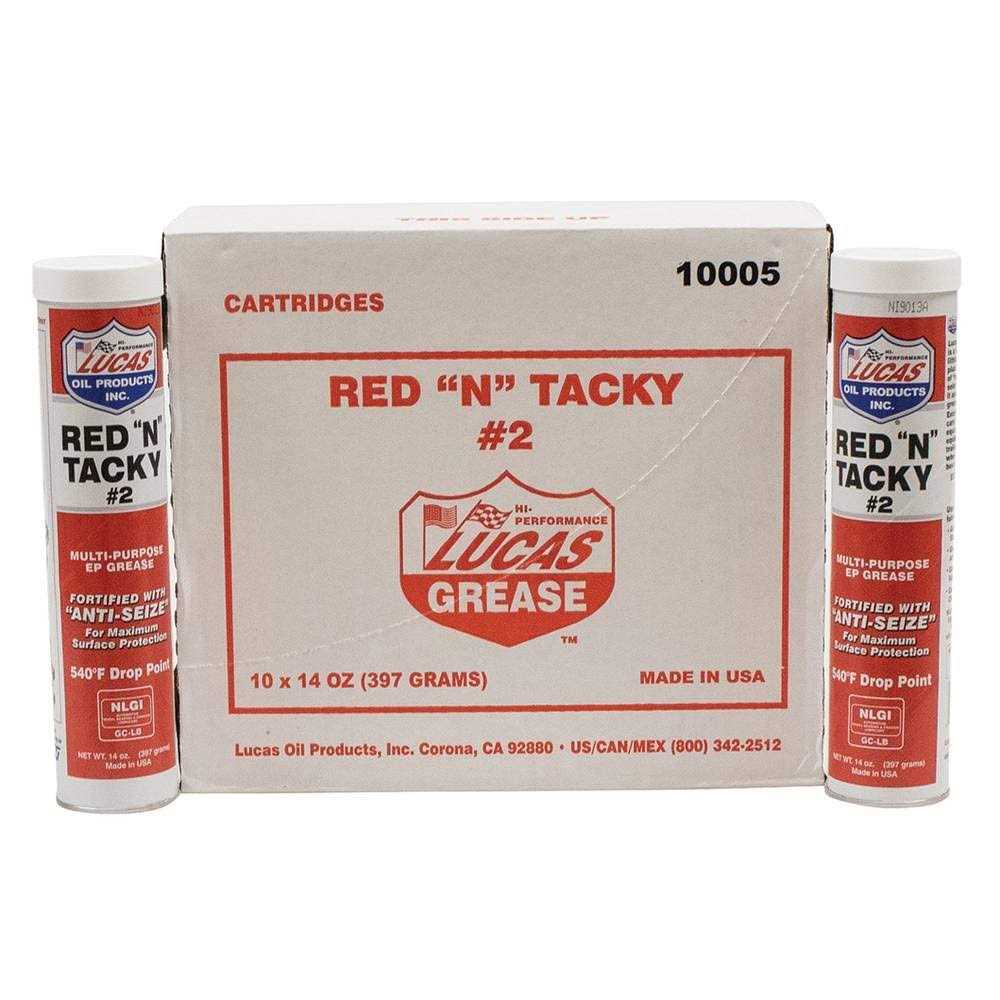 THIS SIDE UP
10005
CARTRIDGES
RED "N" TACKY
#2
HI-
PERFORMANCE
LUCAS
GREASE
TM
10 x 14 OZ (397 GRAMS)
MADE IN USA
Lucas Oil Products, Inc. Corona, CA 92880 • US/CAN/MEX (800) 342-2512
HI-
PERFORMANCE
LUCAS
OIL PRODUCTS
INC.
®
RED "N"
TACKY
#2
MULTI-PURPOSE
EP GREASE
FORTIFIED WITH
"ANTI-SEIZE"
For Maximum
Surface Protection
540°F Drop Point
NLGI
GC-LB
NET WT. 14 oz. (397 grams)
Made in USA
NI9013A
HI-
PERFORMANCE
LUCAS
OIL PRODUCTS
INC.
®
RED "N"
TACKY
#2
MULTI-PURPOSE
EP GREASE
FORTIFIED WITH
"ANTI-SEIZE"
For Maximum
Surface Protection
540°F Drop Point
NLGI
GC-LB
NET WT. 14 oz. (397 grams)
Made in USA